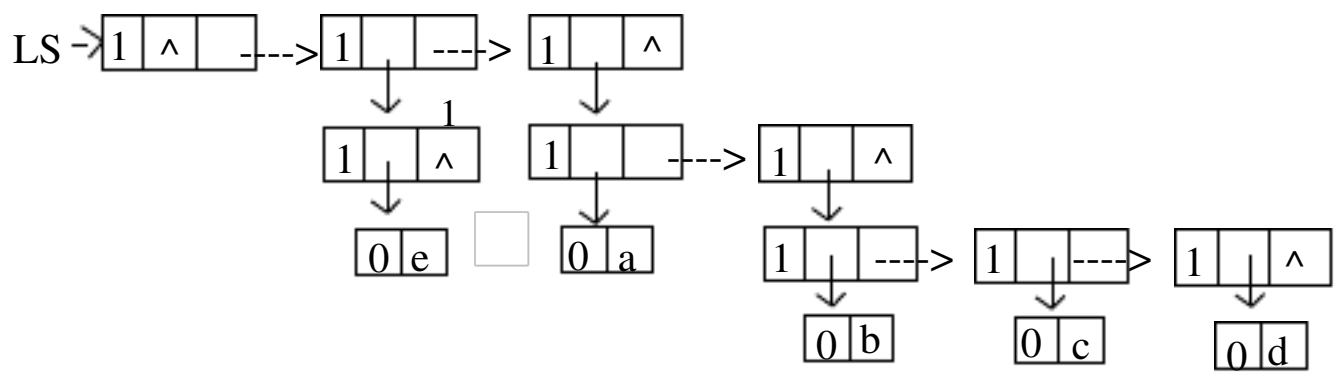 LS -> 1 ^ ----> 1 ----> 1 ^
1
1 ^ 1 ----> 1 ^
0 e 0 a 1 ----> 1 ----> 1 ^
0 b 0 c 0 d